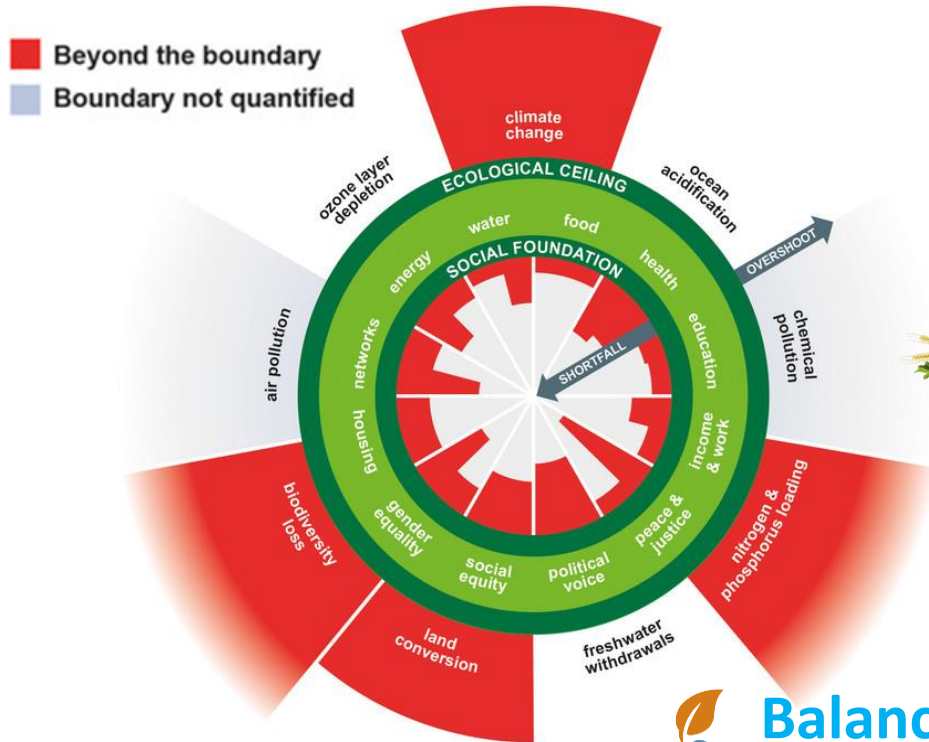 Beyond the boundary
Boundary not quantified
climate
change
ozone layer
depletion
ocean
acidification
ECOLOGICAL CEILING
OVERSHOOT
water
food
energy
health
SOCIAL FOUNDATION
SHORTFALL
air pollution
networks
education
chemical
pollution
housing
income
& work
biodiversity
loss
gender
equality
social
equity
political
voice
peace &
justice
nitrogen &
phosphorus loading
land
conversion
freshwater
withdrawals
Balanc